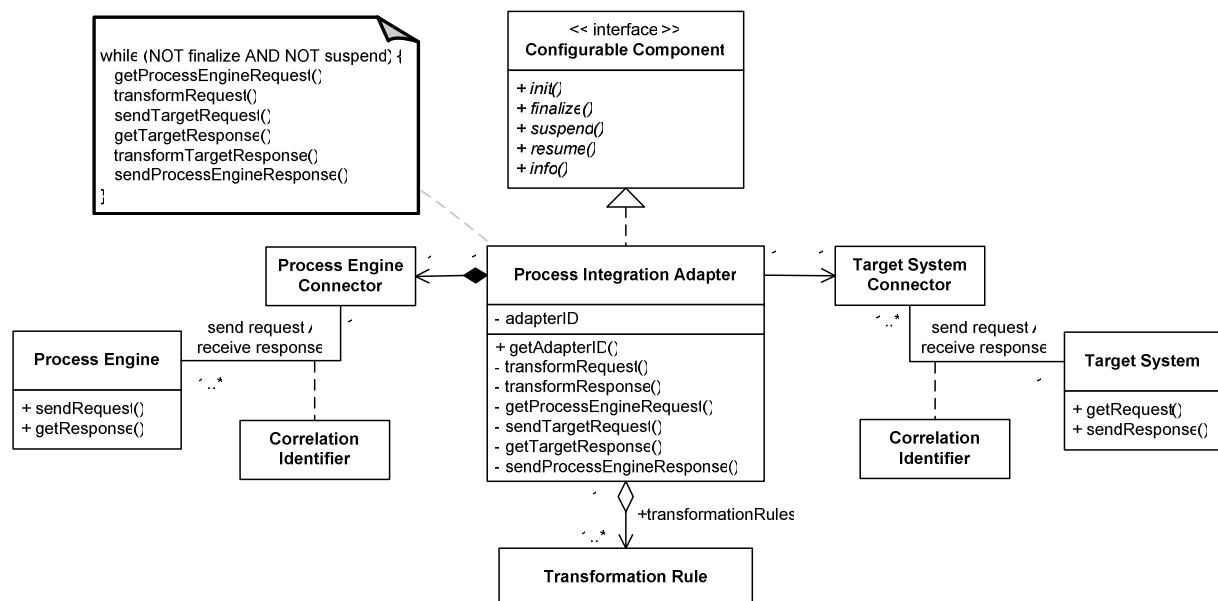 while (NOT finalize AND NOT suspend) {
getProcessEngineRequest()
transformRequest()
sendTargetRequest()
getTargetResponse()
transformTargetResponse()
sendProcessEngineResponse()
}
<< interface >>
Configurable Component
+ init()
+ finalize()
+ suspend()
+ resume()
+ info()
Process Engine
Connector
Process Integration Adapter
- adapterID
+ getAdapterID()
- transformRequest()
- transformResponse()
- getProcessEngineRequest()
- sendTargetRequest()
- getTargetResponse()
- sendProcessEngineResponse()
Target System
Connector
send request /
receive response
Process Engine
+ sendRequest()
+ getResponse()
Correlation
Identifier
..*
send request /
receive response
Target System
+ getRequest()
+ sendResponse()
..*
Correlation
Identifier
+transformationRules
..*
Transformation Rule